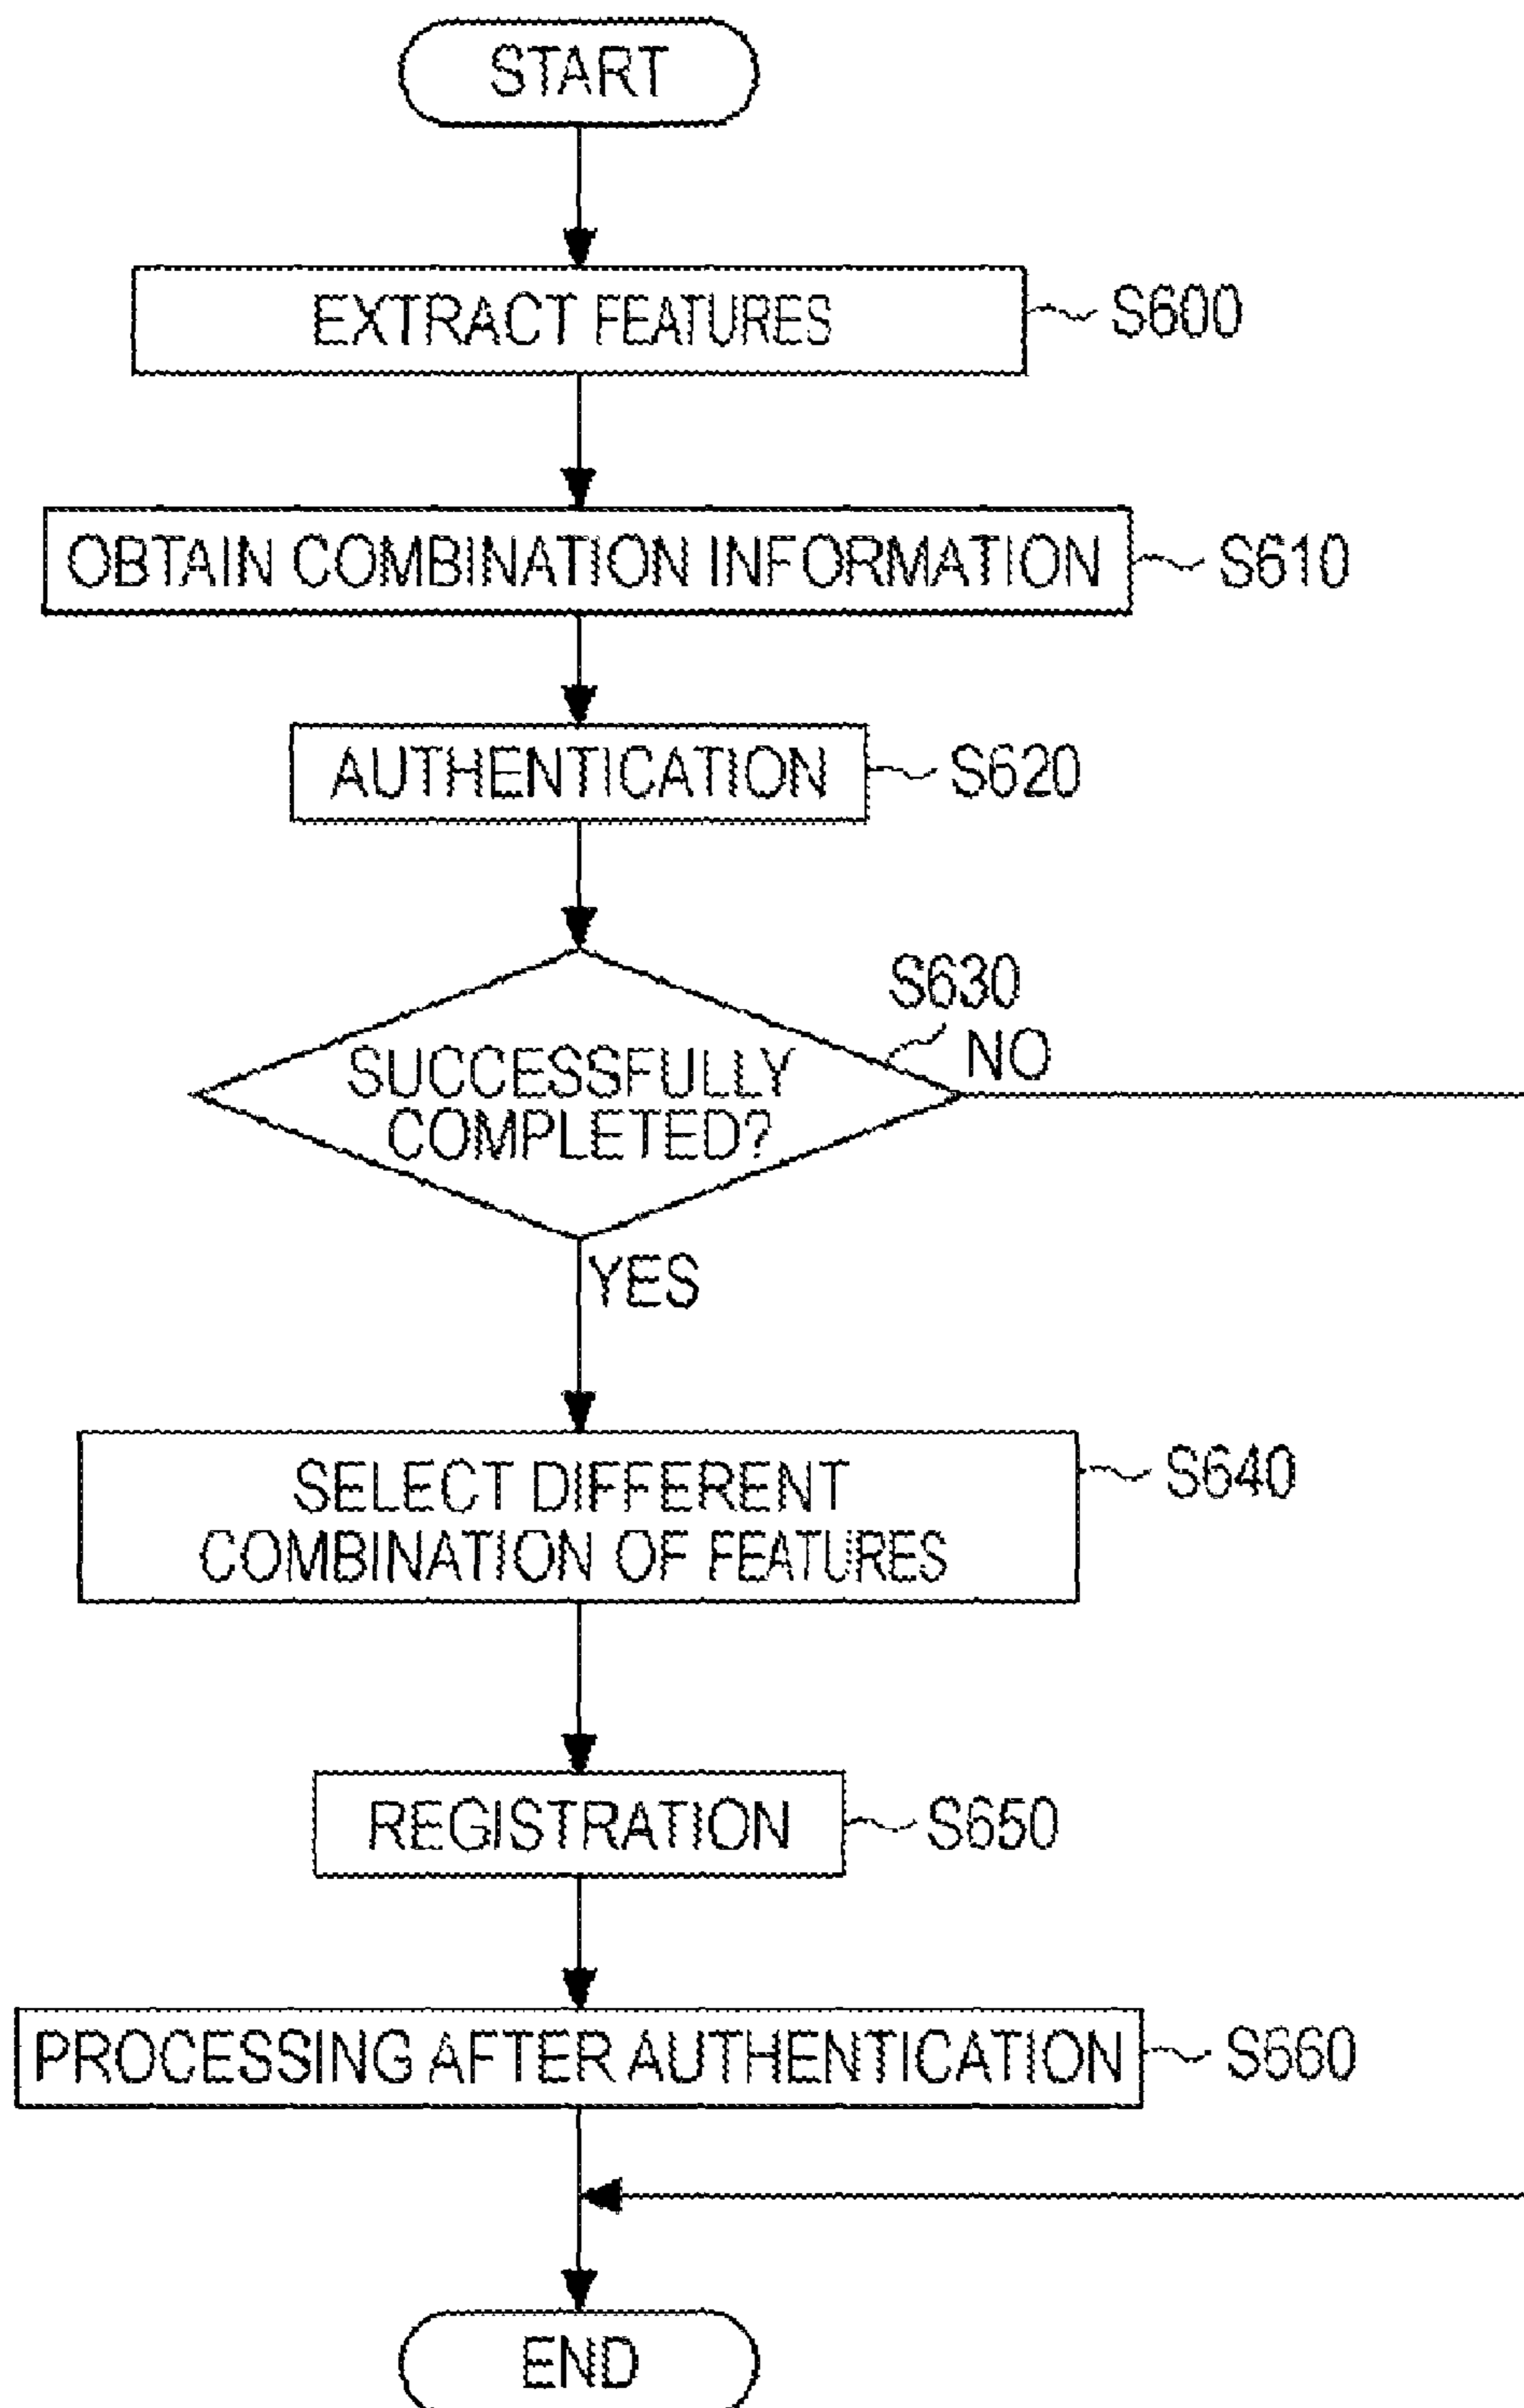 START
EXTRACT FEATURES
S600
OBTAIN COMBINATION INFORMATION
S610
AUTHENTICATION
S620
S630
NO
SUCCESSFULLY
COMPLETED?
YES
SELECT DIFFERENT
COMBINATION OF FEATURES
S640
REGISTRATION
S650
PROCESSING AFTER AUTHENTICATION
S660
END